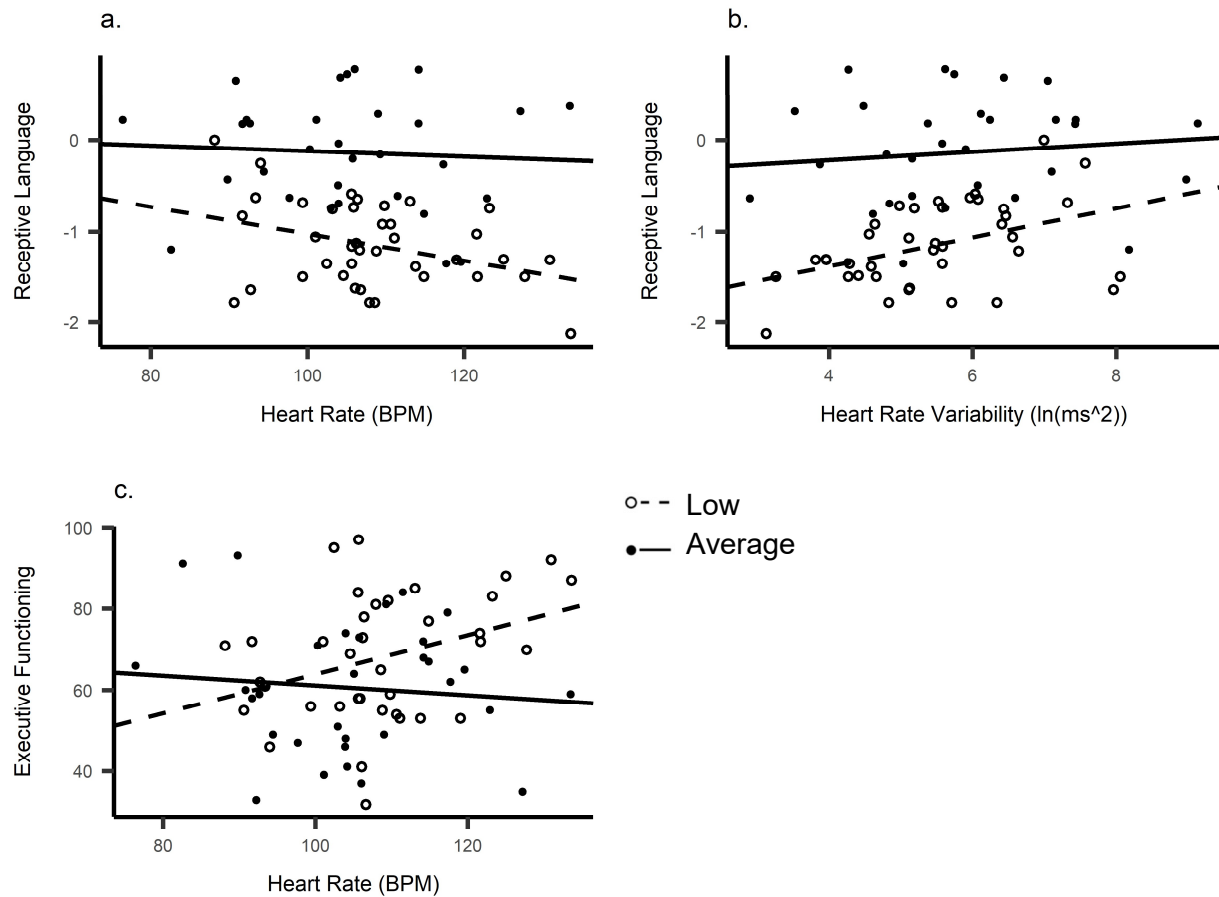 a.
Receptive Language
0
-1
-2
80 100 120
Heart Rate (BPM)
b.
Receptive Language
0
-1
-2
4 6 8
Heart Rate Variability (ln(ms^2))
c.
Executive Functioning
100
80
60
40
80 100 120
Heart Rate (BPM)
Low
Average